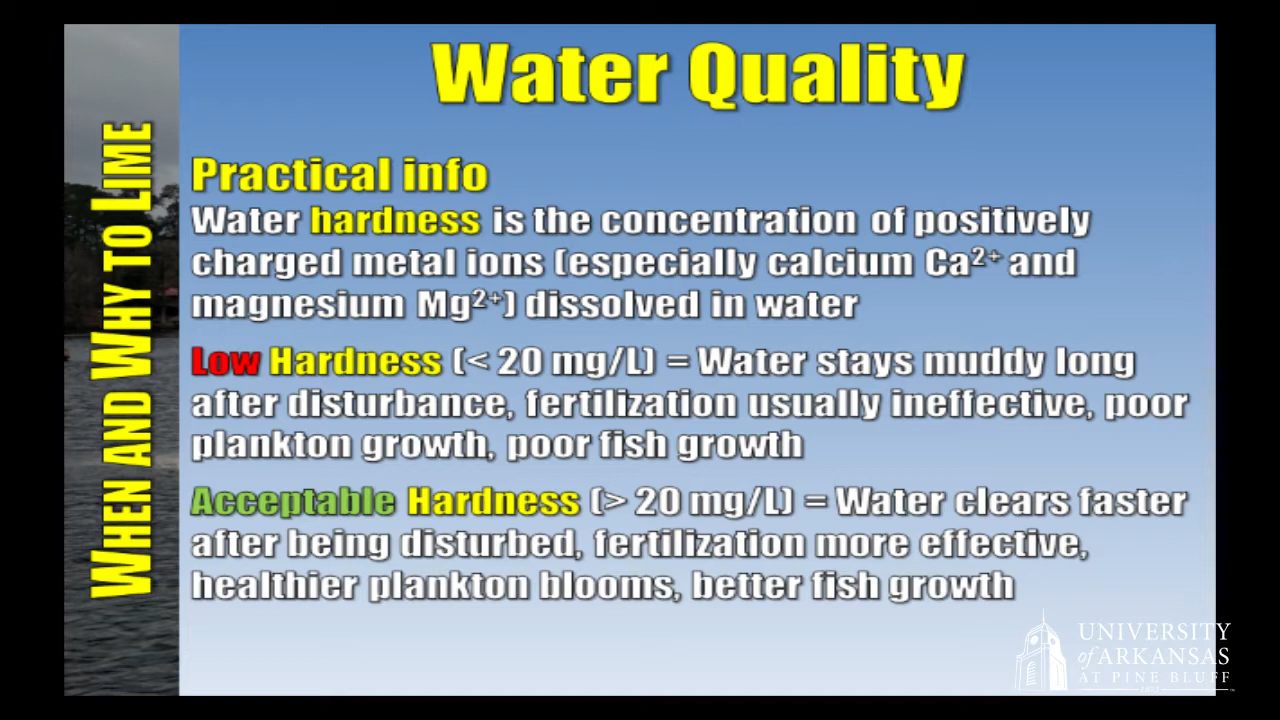 Water Quality
WHEN AND WHY TO LIME
Practical info
Water hardness is the concentration of positively
charged metal ions (especially calcium Ca²⁺ and
magnesium Mg²⁺) dissolved in water
Low Hardness (< 20 mg/L) = Water stays muddy long
after disturbance, fertilization usually ineffective, poor
plankton growth, poor fish growth
Acceptable Hardness (> 20 mg/L) = Water clears faster
after being disturbed, fertilization more effective,
healthier plankton blooms, better fish growth
UNIVERSITY
of ARKANSAS
AT PINE BLUFF